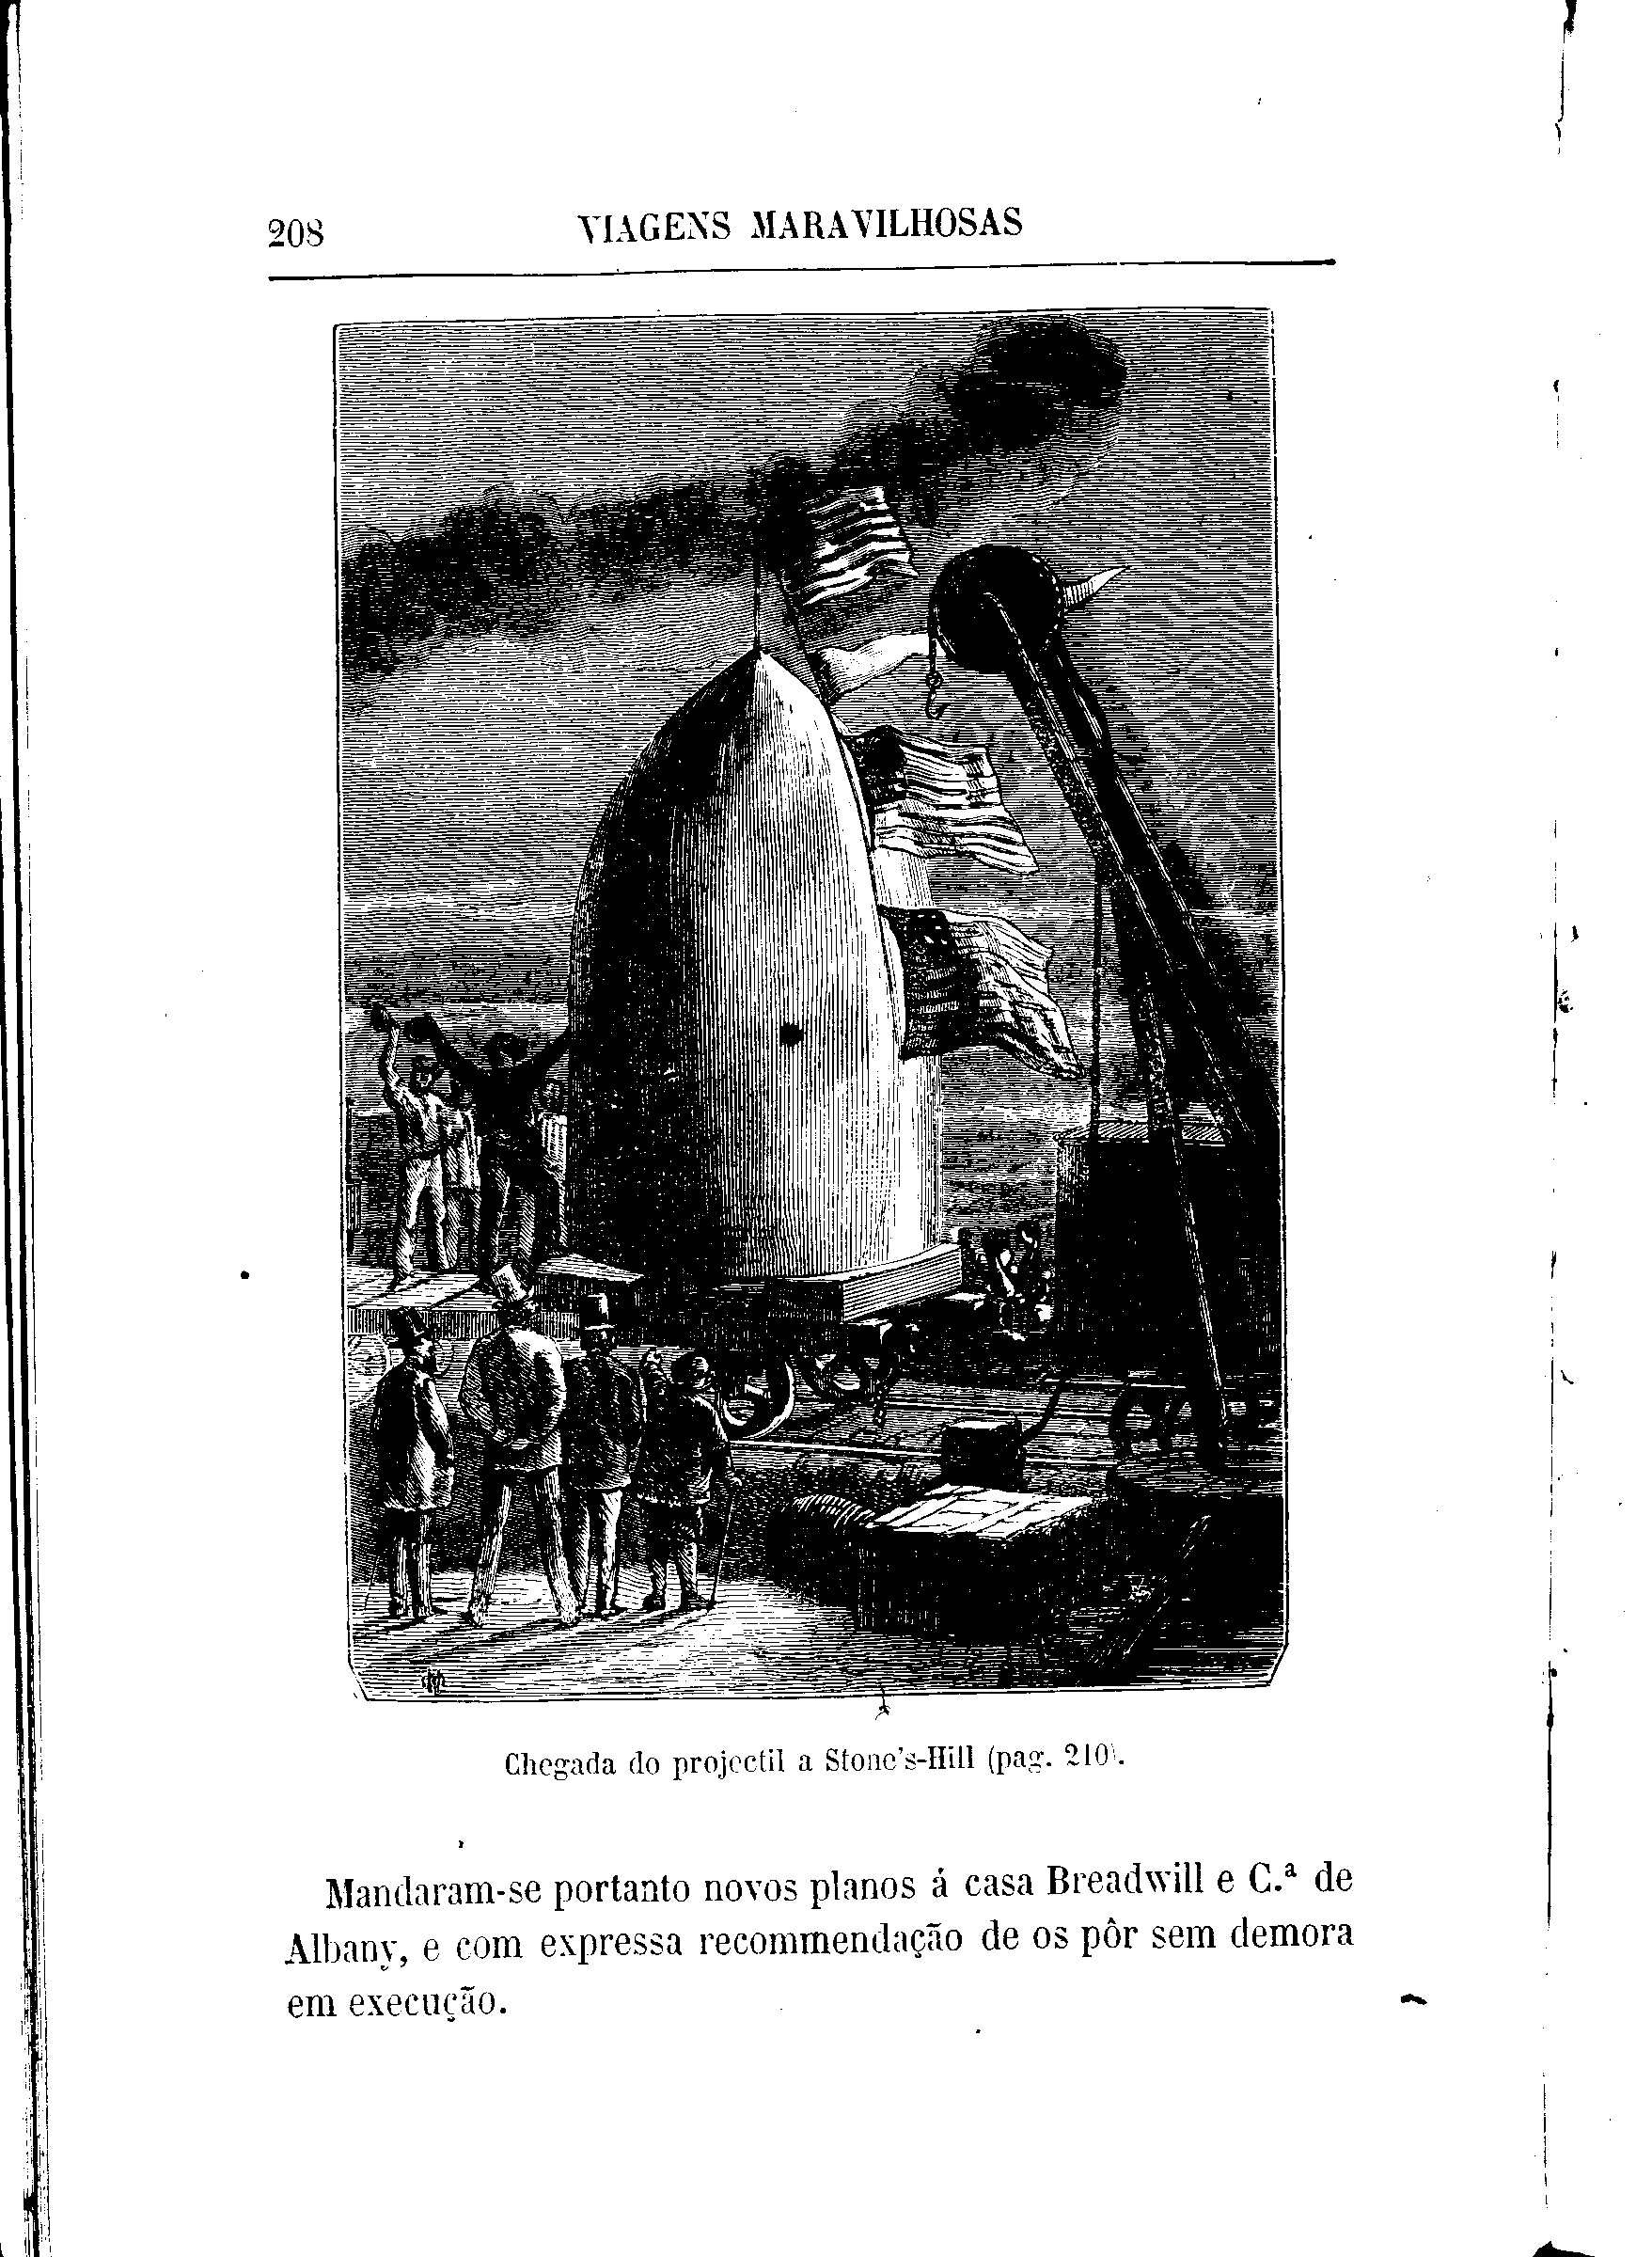 208
VIAGENS MARAVILHOSAS
Chegada do projectil a Stone's-Hill (pag. 210).
Mandaram-se portanto novos planos á casa Breadwill e C.ª de
Albany, e com expressa recommendação de os pôr sem demora
em execução.